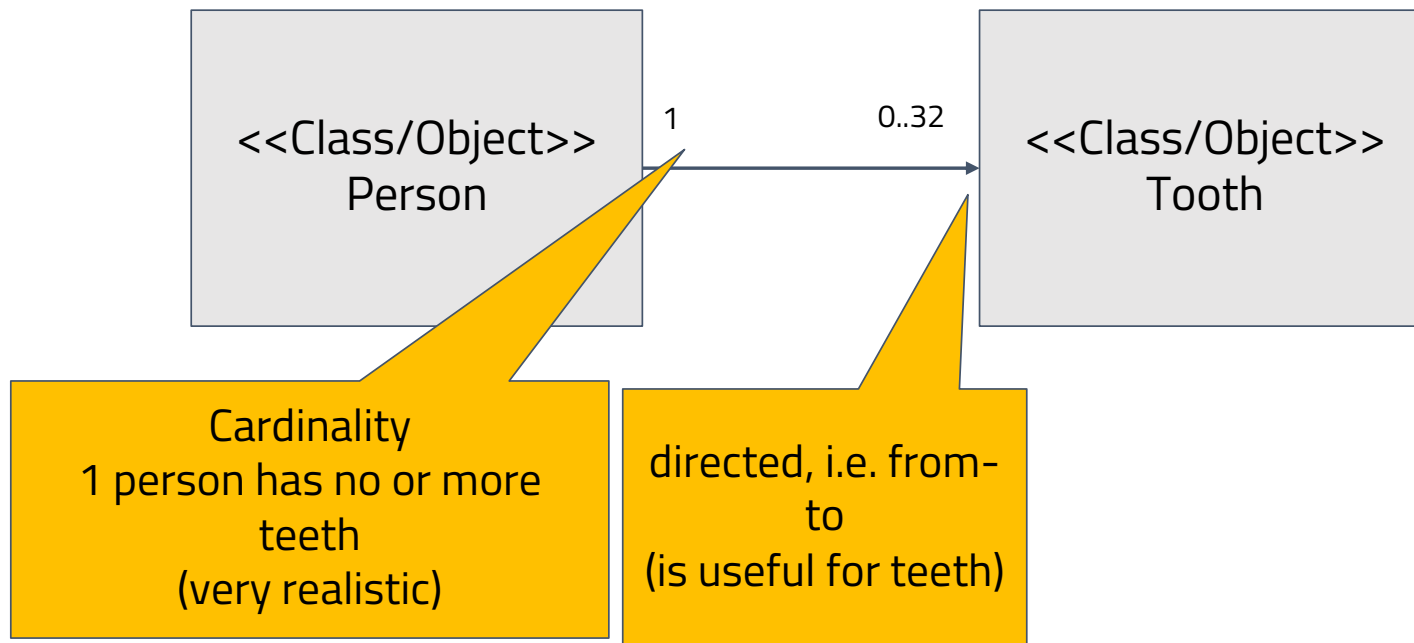 <<Class/Object>>
Person
1
0..32
<<Class/Object>>
Tooth
Cardinality
1 person has no or more
teeth
(very realistic)
directed, i.e. from-
to
(is useful for teeth)